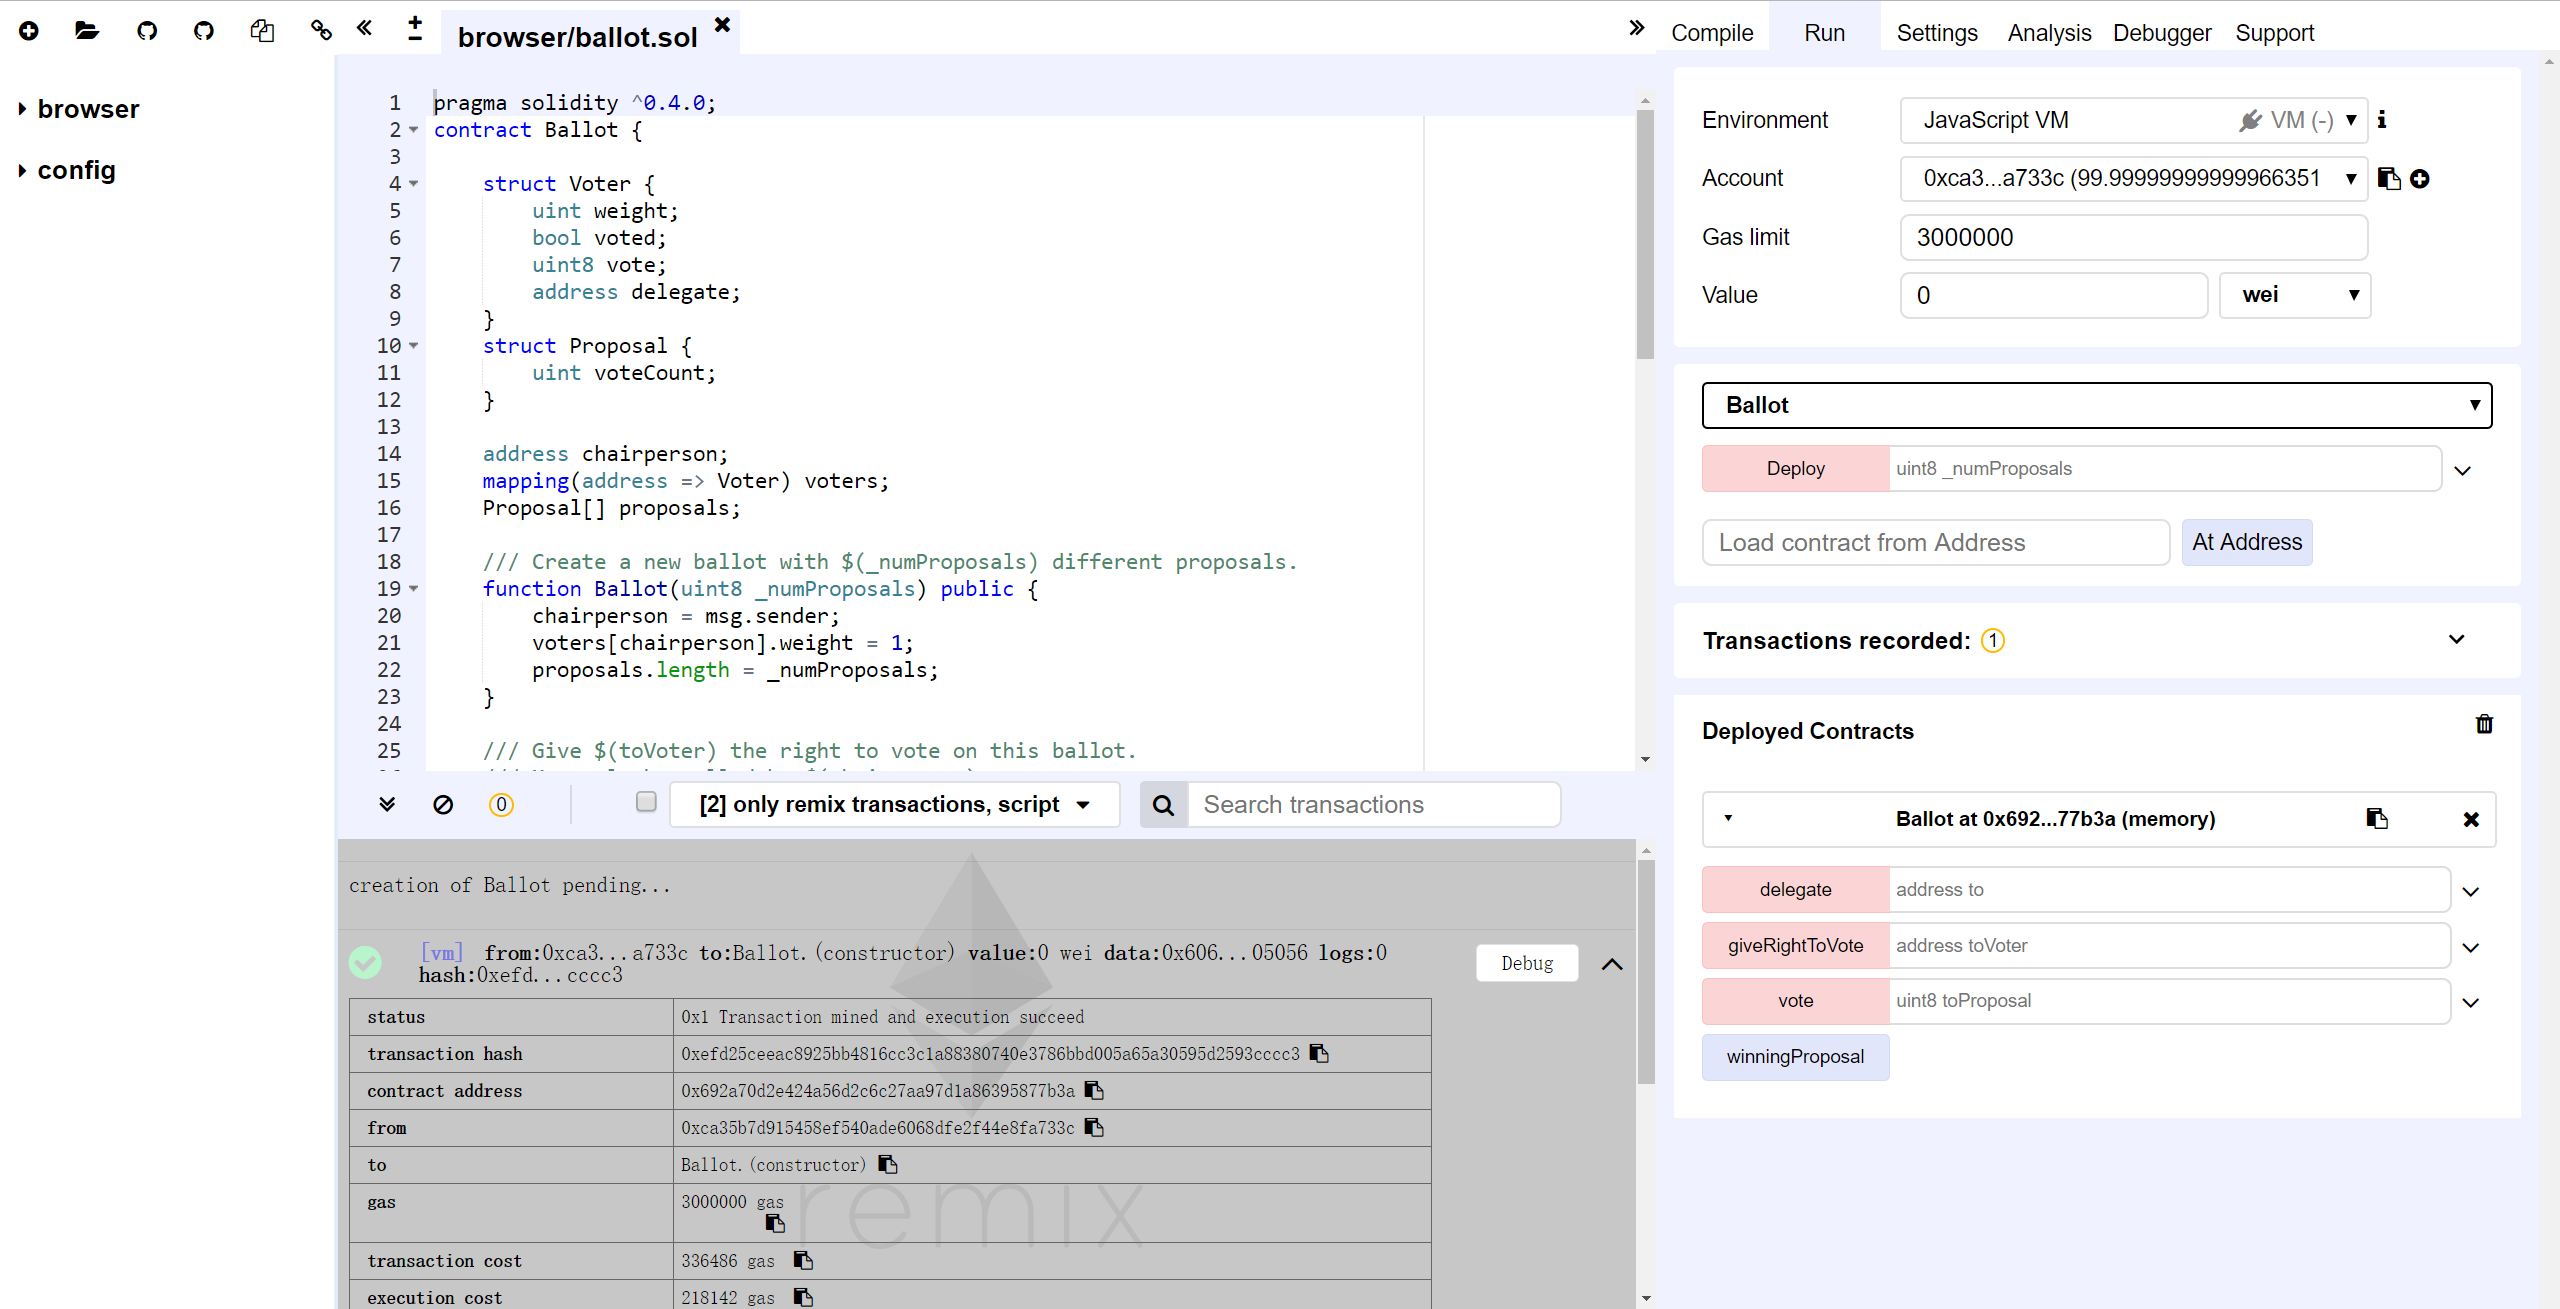 browser/ballot.sol
browser
config
1 pragma solidity ^0.4.0;
2 contract Ballot {
3
4 struct Voter {
5 uint weight;
6 bool voted;
7 uint8 vote;
8 address delegate;
9 }
10 struct Proposal {
11 uint voteCount;
12 }
13
14 address chairperson;
15 mapping(address => Voter) voters;
16 Proposal[] proposals;
17
18 /// Create a new ballot with $(_numProposals) different proposals.
19 function Ballot(uint8 _numProposals) public {
20 chairperson = msg.sender;
21 voters[chairperson].weight = 1;
22 proposals.length = _numProposals;
23 }
24
25 /// Give $(toVoter) the right to vote on this ballot.
0
[2] only remix transactions, script
Search transactions
creation of Ballot pending...
[vm] from:0xca3...a733c to:Ballot.(constructor) value:0 wei data:0x606...05056 logs:0
hash:0xefd...cccc3
Debug
status 0x1 Transaction mined and execution succeed
transaction hash 0xefd25ceeac8925bb4816cc3c1a88380740e3786bbd005a65a30595d2593cccc3
contract address 0x692a70d2e424a56d2c6c27aa97d1a86395877b3a
from 0xca35b7d915458ef540ade6068dfe2f44e8fa733c
to Ballot.(constructor)
gas 3000000 gas
transaction cost 336486 gas
execution cost 218142 gas
remix
Compile Run Settings Analysis Debugger Support
Environment JavaScript VM VM (-)
Account 0xca3...a733c (99.99999999999966351
Gas limit 3000000
Value 0 wei
Ballot
Deploy uint8 _numProposals
Load contract from Address At Address
Transactions recorded: 1
Deployed Contracts
Ballot at 0x692...77b3a (memory)
delegate address to
giveRightToVote address toVoter
vote uint8 toProposal
winningProposal